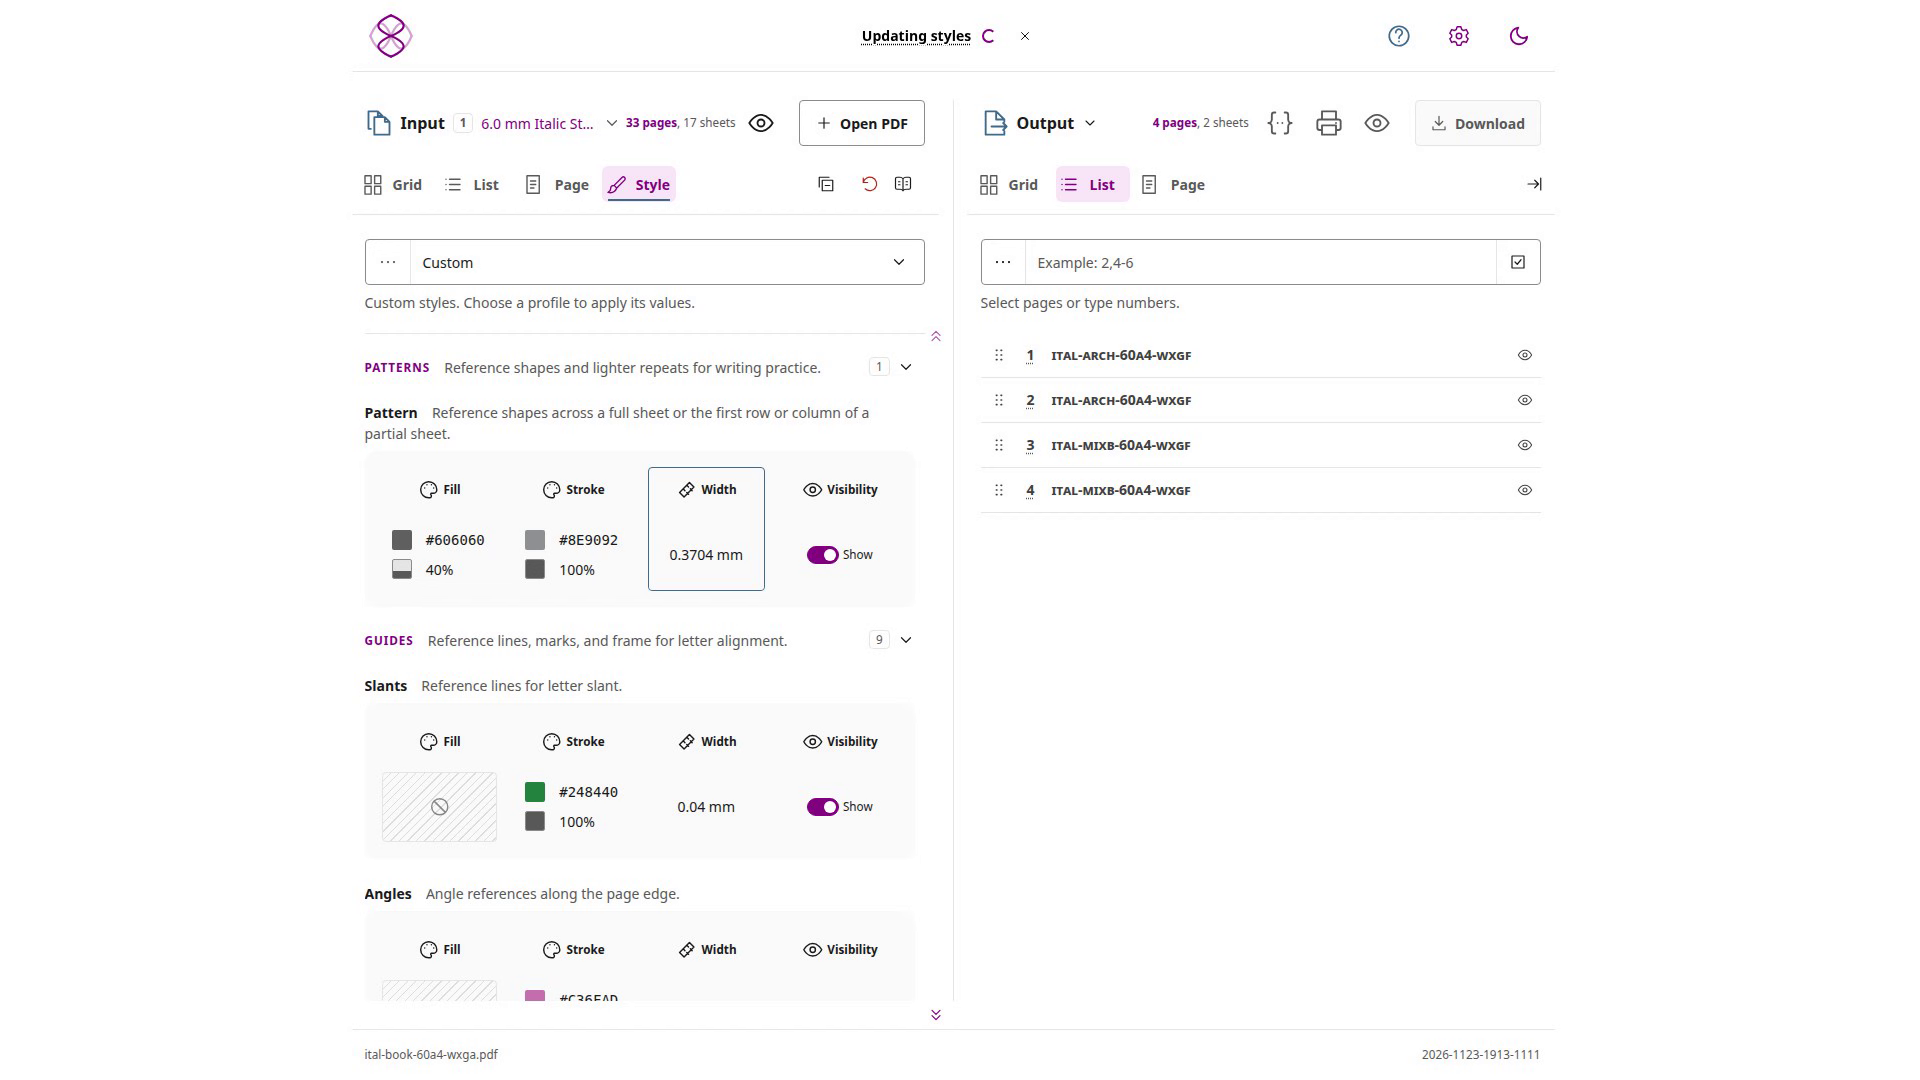 Updating styles
Input 1 6.0 mm Italic St... 33 pages, 17 sheets Open PDF
Grid List Page Style
Custom
Custom styles. Choose a profile to apply its values.
PATTERNS Reference shapes and lighter repeats for writing practice. 1
Pattern Reference shapes across a full sheet or the first row or column of a
partial sheet.
Fill Stroke Width Visibility
#606060 #8E9092 0.3704 mm Show
40% 100%
GUIDES Reference lines, marks, and frame for letter alignment. 9
Slants Reference lines for letter slant.
Fill Stroke Width Visibility
#248440 0.04 mm Show
100%
Angles Angle references along the page edge.
Fill Stroke Width Visibility
#C36FAD
Output 4 pages, 2 sheets Download
Grid List Page
Example: 2,4-6
Select pages or type numbers.
1 ITAL-ARCH-60A4-WXGF
2 ITAL-ARCH-60A4-WXGF
3 ITAL-MIXB-60A4-WXGF
4 ITAL-MIXB-60A4-WXGF
ital-book-60a4-wxga.pdf 2026-1123-1913-1111